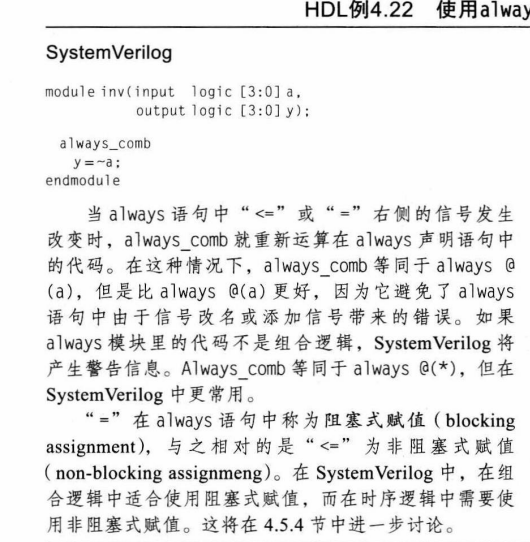 HDL例4.22 使用alway
SystemVerilog
module inv(input logic [3:0] a,
output logic [3:0] y);
always_comb
y = ~a;
endmodule
当 always 语句中“<=”或“=”右侧的信号发生
改变时，always_comb 就重新运算在 always 声明语句中
的代码。在这种情况下，always_comb 等同于 always @
(a)，但是比 always @(a) 更好，因为它避免了 always
语句中由于信号改名或添加信号带来的错误。如果
always 模块里的代码不是组合逻辑，SystemVerilog 将
产生警告信息。Always_comb 等同于 always @(*)，但在
SystemVerilog 中更常用。
“=”在 always 语句中称为阻塞式赋值（blocking
assignment），与之相对的是“<=”为非阻塞式赋值
（non-blocking assignmeng）。在 SystemVerilog 中，在组
合逻辑中适合使用阻塞式赋值，而在时序逻辑中需要使
用非阻塞式赋值。这将在 4.5.4 节中进一步讨论。